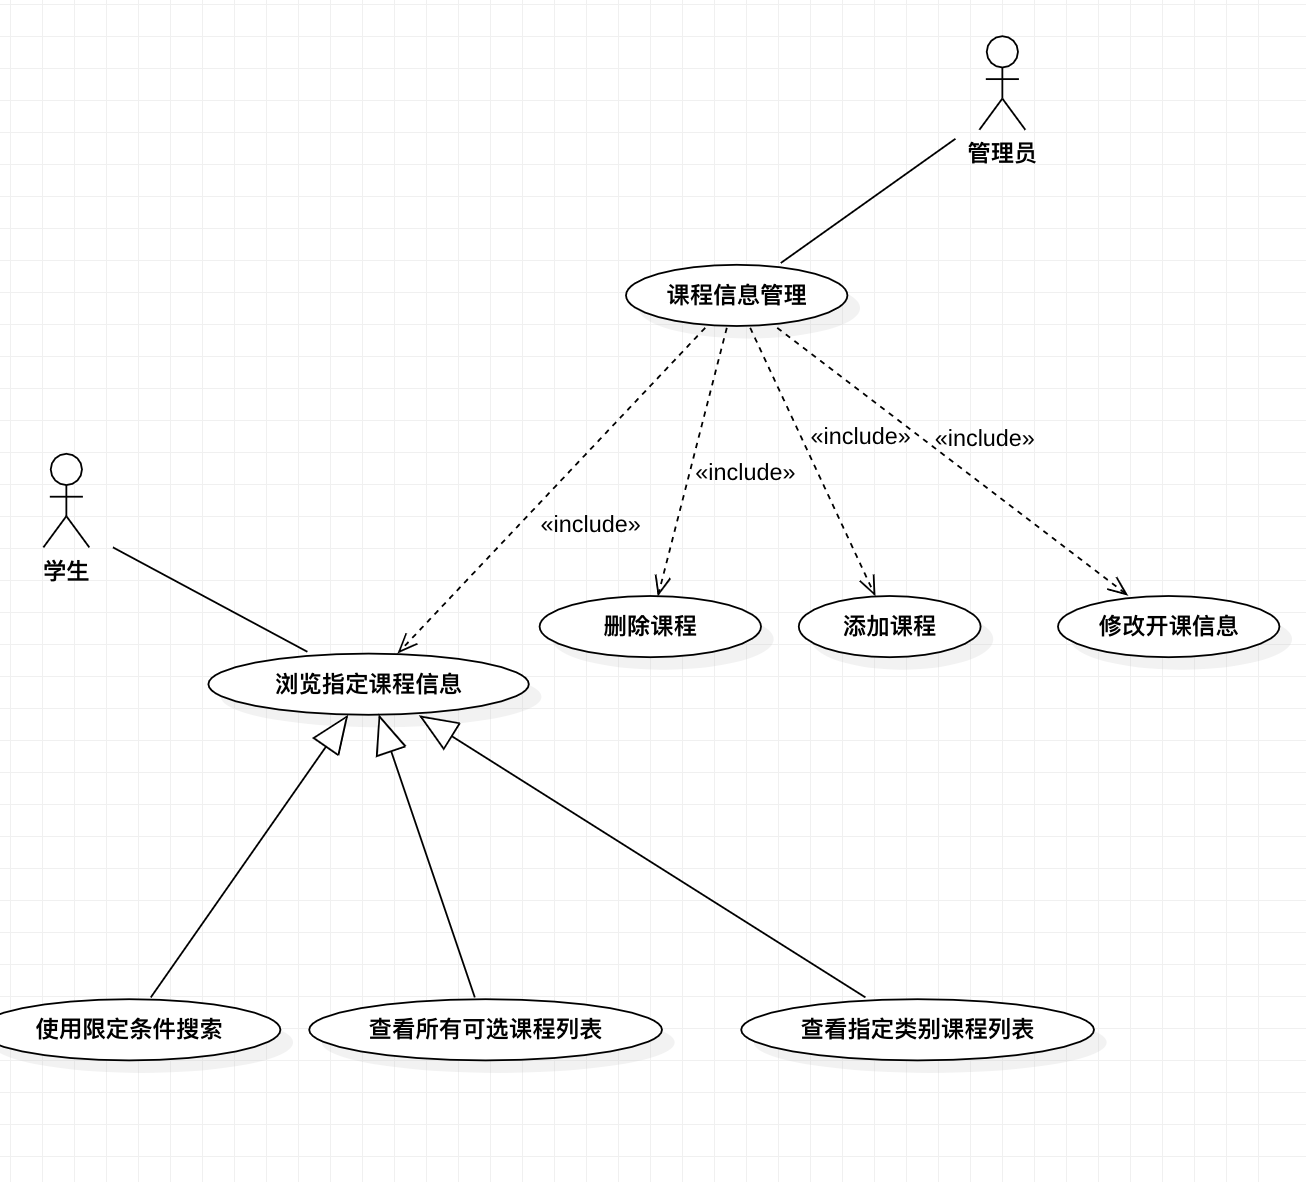 管理员
课程信息管理
«include»
«include»
«include»
«include»
学生
删除课程
添加课程
修改开课信息
浏览指定课程信息
使用限定条件搜索
查看所有可选课程列表
查看指定类别课程列表